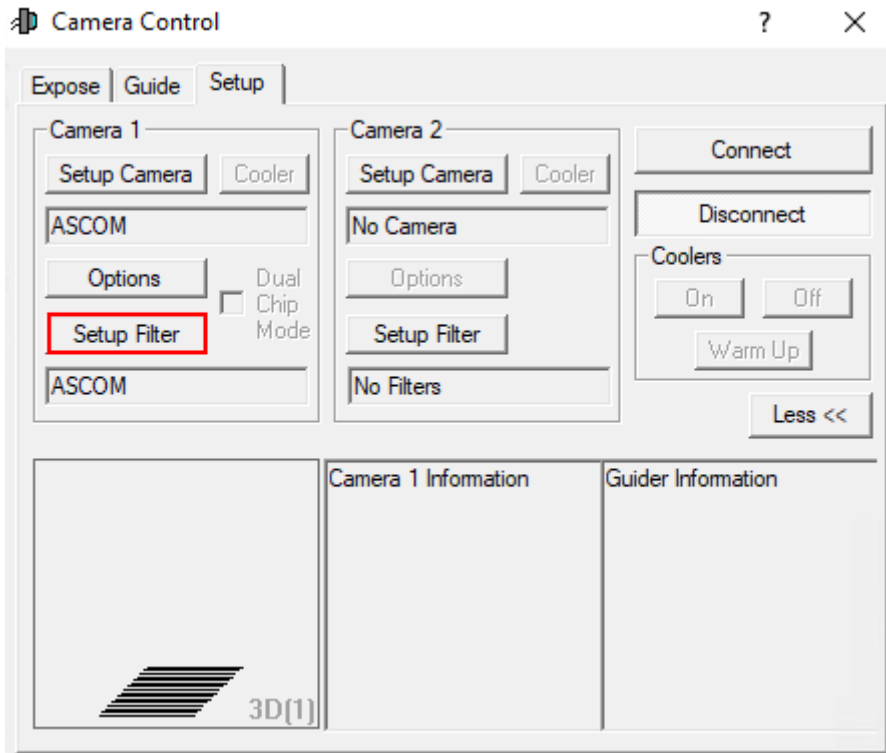 Camera Control
?
Expose
Guide
Setup
Camera 1
Setup Camera
Cooler
ASCOM
Options
Dual
Chip
Mode
Setup Filter
ASCOM
Camera 2
Setup Camera
Cooler
No Camera
Options
Setup Filter
No Filters
Connect
Disconnect
Coolers
On
Off
Warm Up
Less <<
3D(1)
Camera 1 Information
Guider Information